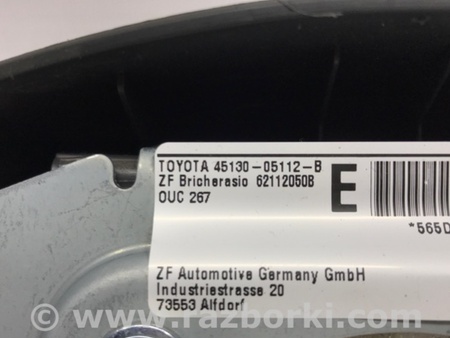 TOYOTA 45130-05112-B
ZF Bricherasio 62112050B
OUC 267
E
*565D
ZF Automotive Germany GmbH
Industriestrasse 20
73553 Alfdorf
www.razborki.com